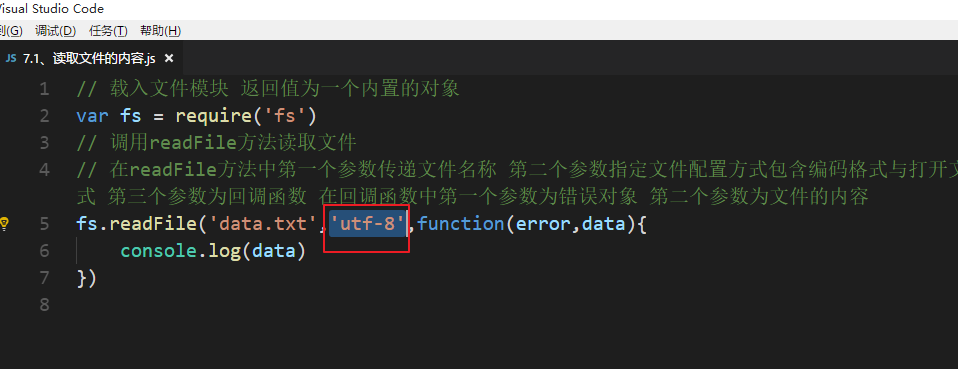 Visual Studio Code
到(G) 调试(D) 任务(T) 帮助(H)
JS 7.1、读取文件的内容.js ×
1 // 载入文件模块 返回值为一个内置的对象
2 var fs = require('fs')
3 // 调用readFile方法读取文件
4 // 在readFile方法中第一个参数传递文件名称 第二个参数指定文件配置方式包含编码格式与打开
式 第三个参数为回调函数 在回调函数中第一个参数为错误对象 第二个参数为文件的内容
5 fs.readFile('data.txt','utf-8',function(error,data){
6 console.log(data)
7 })
8